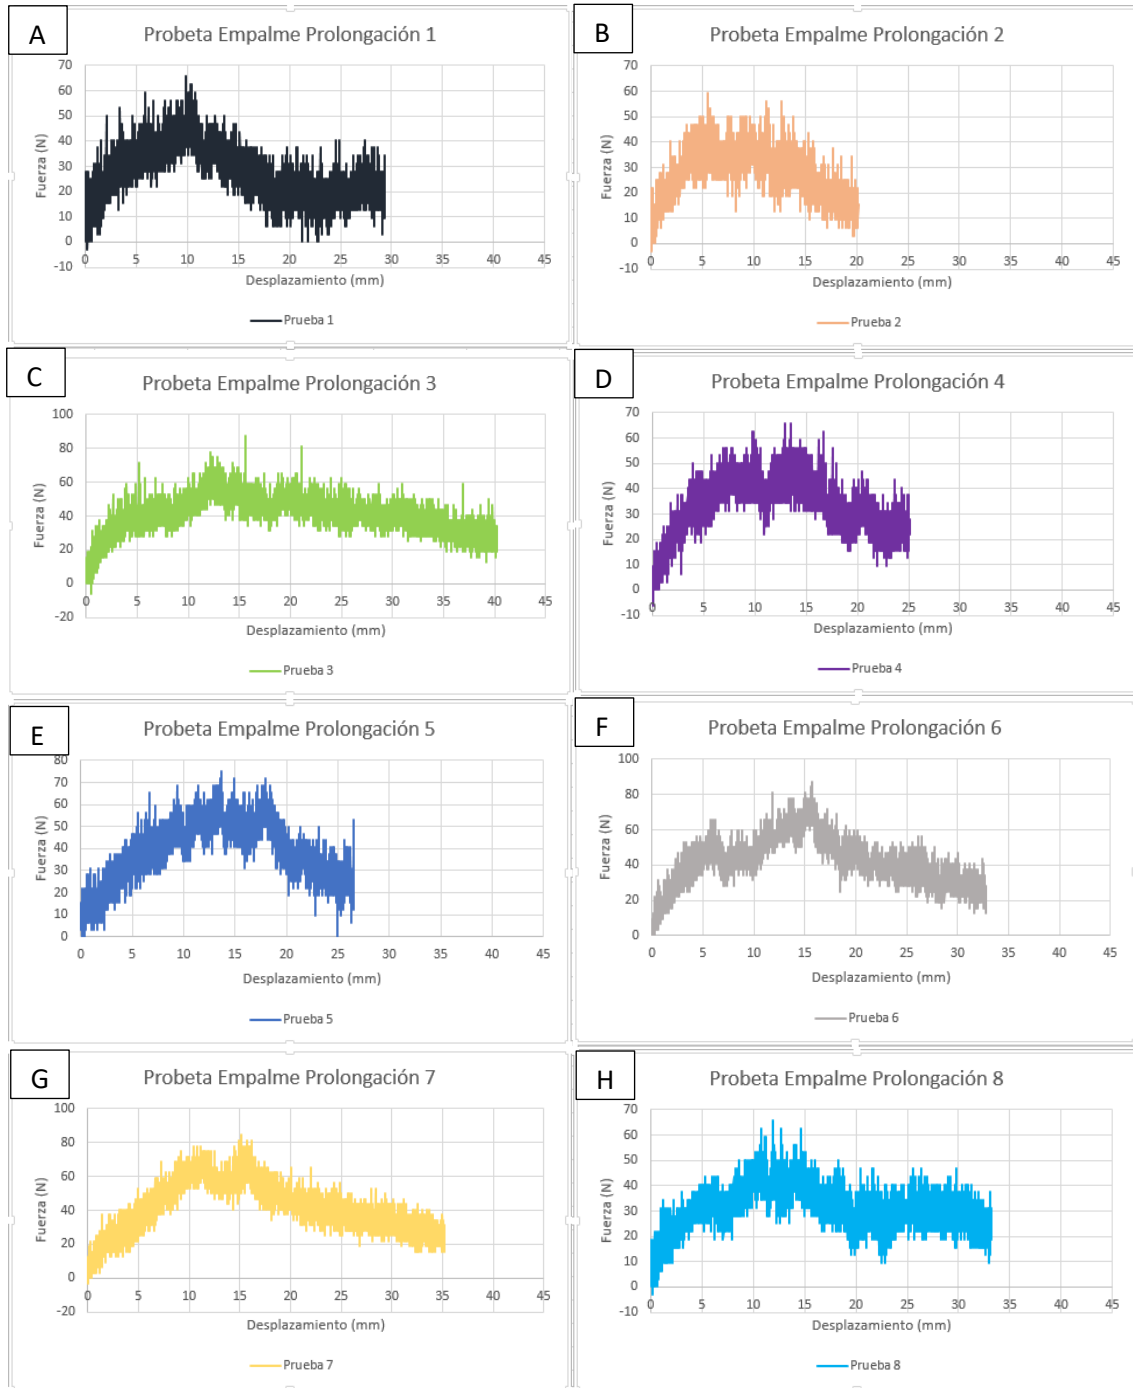 A
Probeta Empalme Prolongación 1
70
60
50
40
30
20
10
0
-10
Fuerza (N)
0 5 10 15 20 25 30 35 40 45
Desplazamiento (mm)
Prueba 1
B
Probeta Empalme Prolongación 2
70
60
50
40
30
20
10
0
-10
Fuerza (N)
0 5 10 15 20 25 30 35 40 45
Desplazamiento (mm)
Prueba 2
C
Probeta Empalme Prolongación 3
100
80
60
40
20
0
-20
Fuerza (N)
0 5 10 15 20 25 30 35 40 45
Desplazamiento (mm)
Prueba 3
D
Probeta Empalme Prolongación 4
70
60
50
40
30
20
10
0
-10
Fuerza (N)
0 5 10 15 20 25 30 35 40 45
Desplazamiento (mm)
Prueba 4
E
Probeta Empalme Prolongación 5
80
70
60
50
40
30
20
10
0
Fuerza (N)
0 5 10 15 20 25 30 35 40 45
Desplazamiento (mm)
Prueba 5
F
Probeta Empalme Prolongación 6
100
80
60
40
20
0
Fuerza (N)
0 5 10 15 20 25 30 35 40 45
Desplazamiento (mm)
Prueba 6
G
Probeta Empalme Prolongación 7
100
80
60
40
20
0
-20
Fuerza (N)
0 5 10 15 20 25 30 35 40 45
Desplazamiento (mm)
Prueba 7
H
Probeta Empalme Prolongación 8
70
60
50
40
30
20
10
0
-10
Fuerza (N)
0 5 10 15 20 25 30 35 40 45
Desplazamiento (mm)
Prueba 8